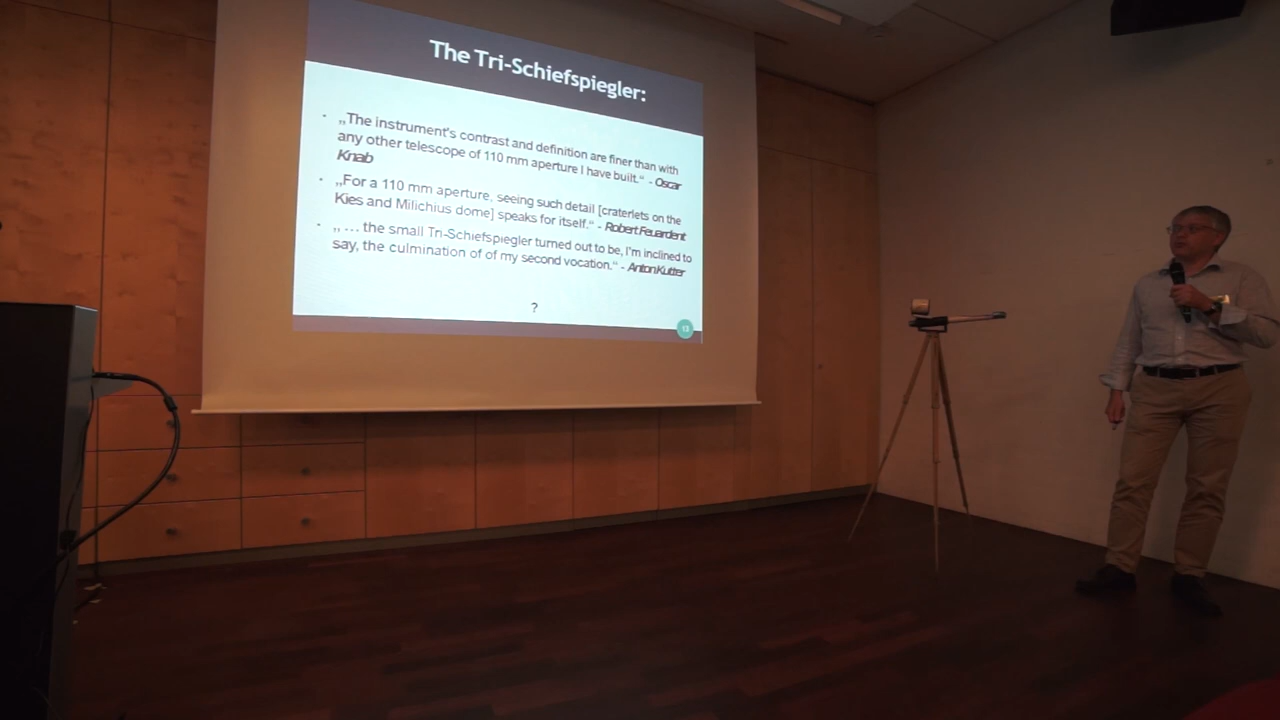 The Tri-Schiefspiegler:
• „The instrument's contrast and definition are finer than with
any other telescope of 110 mm aperture I have built.“ - Oscar
Knab
• „For a 110 mm aperture, seeing such detail [craterlets on the
Kies and Milichius dome] speaks for itself.“ - Robert Feuardent
• „ … the small Tri-Schiefspiegler turned out to be, I'm inclined to
say, the culmination of of my second vocation.“ - Anton Kutter
?
13